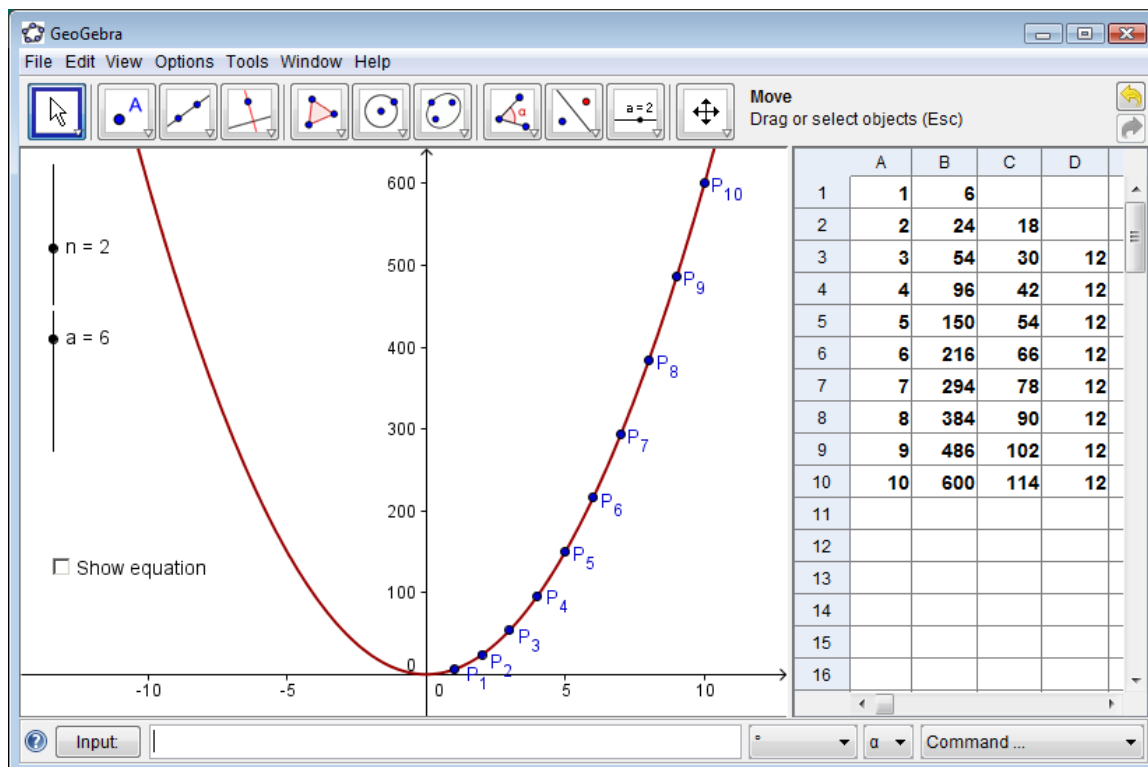 GeoGebra
File Edit View Options Tools Window Help
A
α
a = 2
Move
Drag or select objects (Esc)
n = 2
a = 6
Show equation
600
500
400
300
200
100
0
-10 -5 0 5 10
P10
P9
P8
P7
P6
P5
P4
P3
P2
P1
A B C D
1 1 6
2 2 24 18
3 3 54 30 12
4 4 96 42 12
5 5 150 54 12
6 6 216 66 12
7 7 294 78 12
8 8 384 90 12
9 9 486 102 12
10 10 600 114 12
11
12
13
14
15
16
? Input: ° α Command ...